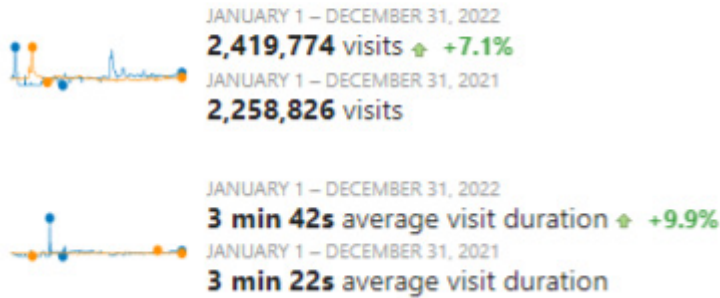 JANUARY 1 – DECEMBER 31, 2022
2,419,774 visits +7.1%
JANUARY 1 – DECEMBER 31, 2021
2,258,826 visits
JANUARY 1 – DECEMBER 31, 2022
3 min 42s average visit duration +9.9%
JANUARY 1 – DECEMBER 31, 2021
3 min 22s average visit duration